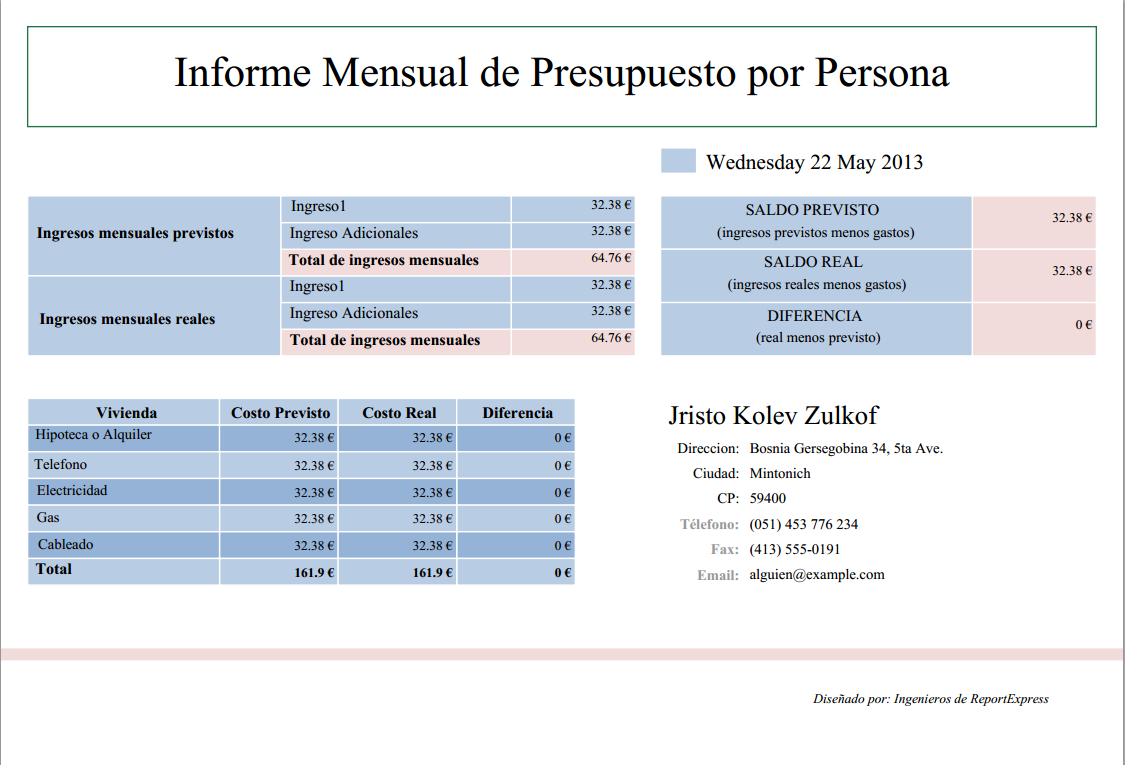 Informe Mensual de Presupuesto por Persona
Wednesday 22 May 2013
Ingresos mensuales previstos
Ingreso1 32.38 €
Ingreso Adicionales 32.38 €
Total de ingresos mensuales 64.76 €
Ingresos mensuales reales
Ingreso1 32.38 €
Ingreso Adicionales 32.38 €
Total de ingresos mensuales 64.76 €
SALDO PREVISTO 32.38 €
(ingresos previstos menos gastos)
SALDO REAL 32.38 €
(ingresos reales menos gastos)
DIFERENCIA 0 €
(real menos previsto)
Vivienda Costo Previsto Costo Real Diferencia
Hipoteca o Alquiler 32.38 € 32.38 € 0 €
Telefono 32.38 € 32.38 € 0 €
Electricidad 32.38 € 32.38 € 0 €
Gas 32.38 € 32.38 € 0 €
Cableado 32.38 € 32.38 € 0 €
Total 161.9 € 161.9 € 0 €
Jristo Kolev Zulkof
Direccion: Bosnia Gersegobina 34, 5ta Ave.
Ciudad: Mintonich
CP: 59400
Télefono: (051) 453 776 234
Fax: (413) 555-0191
Email: alguien@example.com
Diseñado por: Ingenieros de ReportExpress